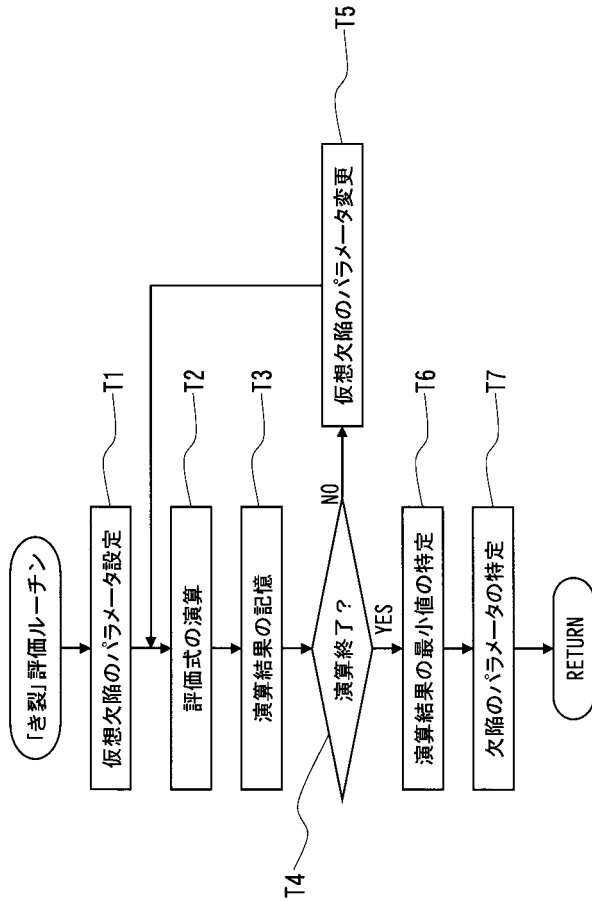 「き裂」評価ルーチン
仮想欠陥のパラメータ設定
T1
評価式の演算
T2
演算結果の記憶
T3
演算終了？
T4
NO
仮想欠陥のパラメータ変更
T5
YES
演算結果の最小値の特定
T6
欠陥のパラメータの特定
T7
RETURN